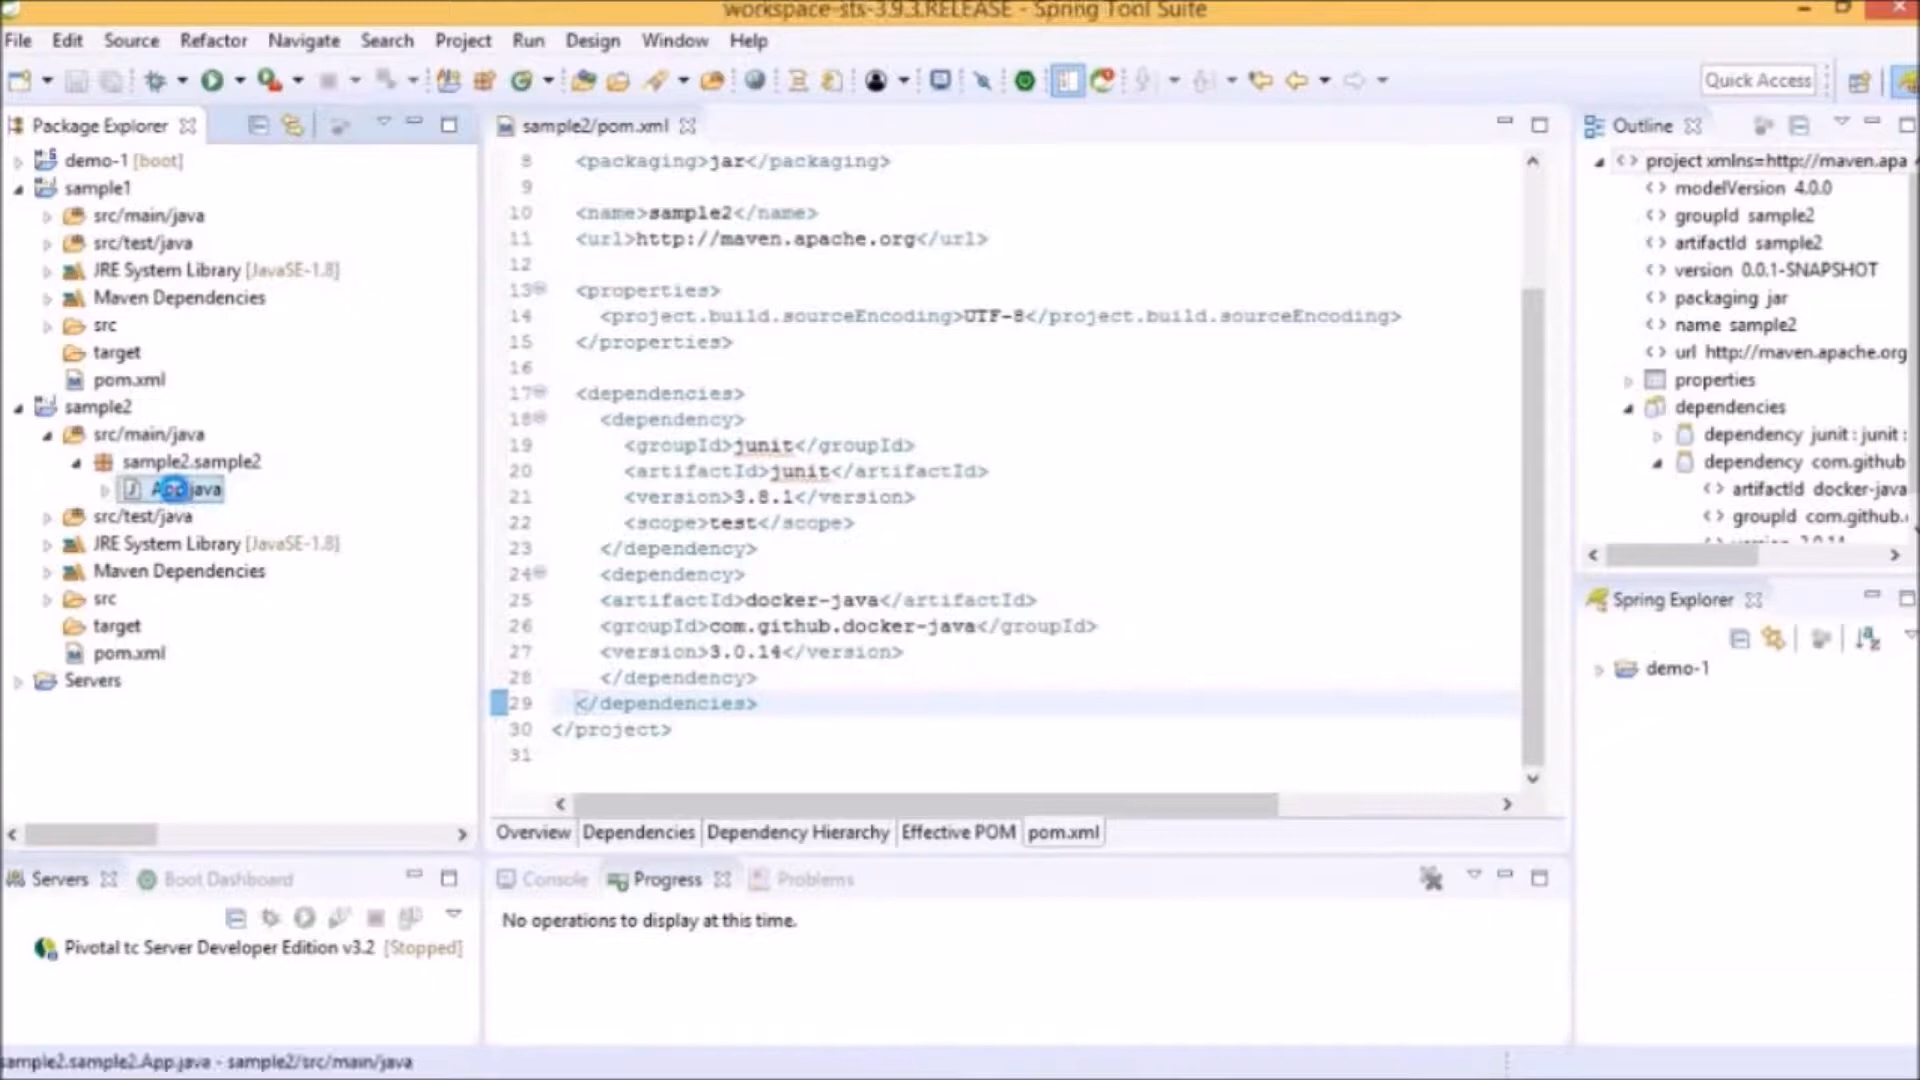 workspace-sts-3.9.3.RELEASE - Spring Tool Suite
File Edit Source Refactor Navigate Search Project Run Design Window Help
Quick Access
Package Explorer
demo-1 [boot]
sample1
src/main/java
src/test/java
JRE System Library [JavaSE-1.8]
Maven Dependencies
src
target
pom.xml
sample2
src/main/java
sample2.sample2
App.java
src/test/java
JRE System Library [JavaSE-1.8]
Maven Dependencies
src
target
pom.xml
Servers
sample2/pom.xml
8 <packaging>jar</packaging>
9
10 <name>sample2</name>
11 <url>http://maven.apache.org</url>
12
13 <properties>
14 <project.build.sourceEncoding>UTF-8</project.build.sourceEncoding>
15 </properties>
16
17 <dependencies>
18 <dependency>
19 <groupId>junit</groupId>
20 <artifactId>junit</artifactId>
21 <version>3.8.1</version>
22 <scope>test</scope>
23 </dependency>
24 <dependency>
25 <artifactId>docker-java</artifactId>
26 <groupId>com.github.docker-java</groupId>
27 <version>3.0.14</version>
28 </dependency>
29 </dependencies>
30 </project>
31
Overview Dependencies Dependency Hierarchy Effective POM pom.xml
Outline
project xmlns=http://maven.apa
modelVersion 4.0.0
groupId sample2
artifactId sample2
version 0.0.1-SNAPSHOT
packaging jar
name sample2
url http://maven.apache.org
properties
dependencies
dependency junit : junit :
dependency com.github
artifactId docker-java
groupId com.github.
version 3.0.14
Spring Explorer
demo-1
Servers Boot Dashboard
Pivotal tc Server Developer Edition v3.2 [Stopped]
Console Progress Problems
No operations to display at this time.
sample2.sample2.App.java - sample2/src/main/java